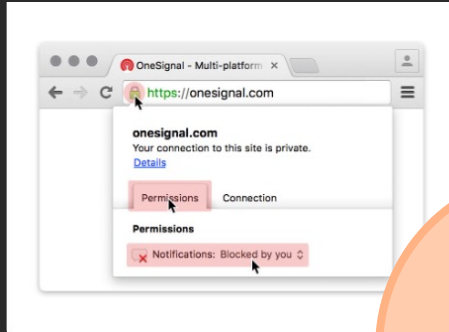 OneSignal - Multi-platform
https://onesignal.com
onesignal.com
Your connection to this site is private.
Details
Permissions Connection
Permissions
Notifications: Blocked by you